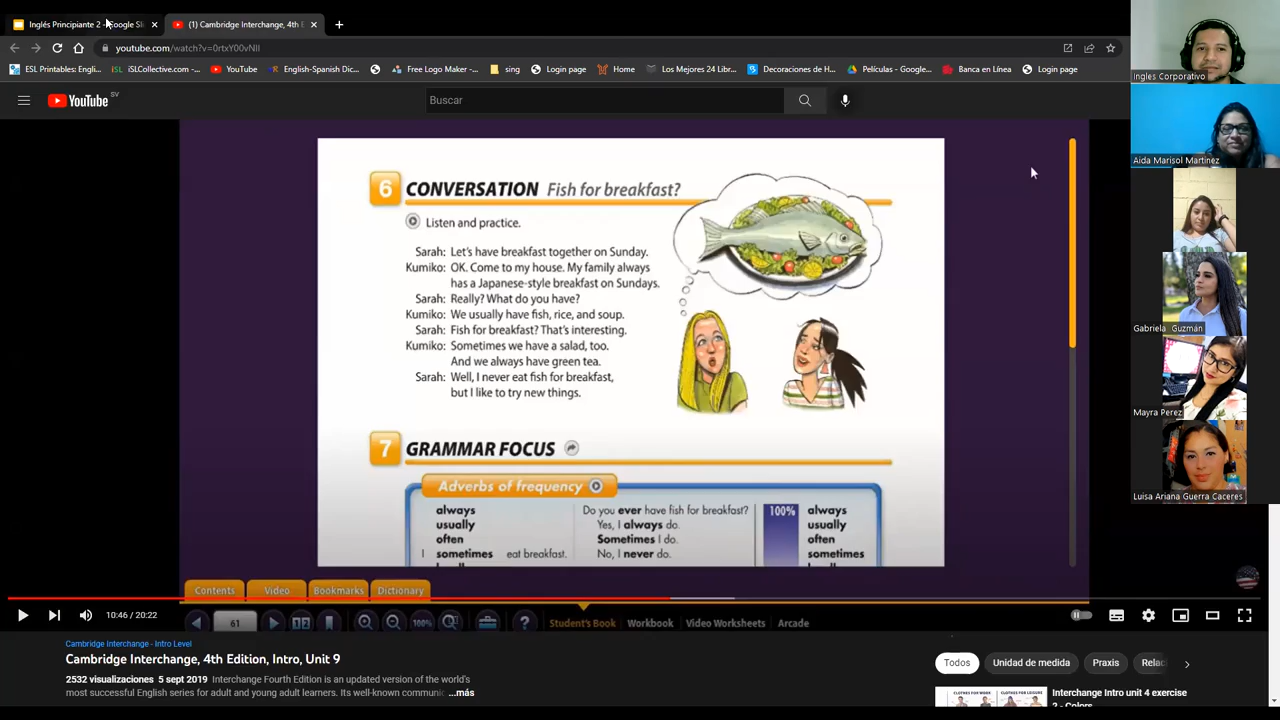 Inglés Principiante 2 - Google Sli
(1) Cambridge Interchange, 4th E
youtube.com/watch?v=0rtxY00vNlI
ESL Printables: Engli...
iSLCollective.com -...
YouTube
English-Spanish Dic...
Free Logo Maker -...
sing
Login page
Home
Los Mejores 24 Libr...
Decoraciones de H...
Películas - Google...
Banca en Línea
Login page
YouTube SV
Buscar
Ingles Corporativo
Aida Marisol Martinez
Gabriela Guzmán
Mayra Perez
Luisa Ariana Guerra Caceres
6 CONVERSATION Fish for breakfast?
Listen and practice.
Sarah: Let's have breakfast together on Sunday.
Kumiko: OK. Come to my house. My family always
has a Japanese-style breakfast on Sundays.
Sarah: Really? What do you have?
Kumiko: We usually have fish, rice, and soup.
Sarah: Fish for breakfast? That's interesting.
Kumiko: Sometimes we have a salad, too.
And we always have green tea.
Sarah: Well, I never eat fish for breakfast,
but I like to try new things.
7 GRAMMAR FOCUS
Adverbs of frequency
always
usually
often
I sometimes eat breakfast.
Do you ever have fish for breakfast?
Yes, I always do.
Sometimes I do.
No, I never do.
100%
always
usually
often
sometimes
Contents Video Bookmarks Dictionary
61
100%
Student's Book Workbook Video Worksheets Arcade
10:46 / 20:22
Cambridge Interchange - Intro Level
Cambridge Interchange, 4th Edition, Intro, Unit 9
2532 visualizaciones 5 sept 2019 Interchange Fourth Edition is an updated version of the world's
most successful English series for adult and young adult learners. Its well-known communic ...más
Todos
Unidad de medida
Praxis
Relac
CLOTHES FOR WORK CLOTHES FOR LEISURE
Interchange Intro unit 4 exercise
2 - Colors